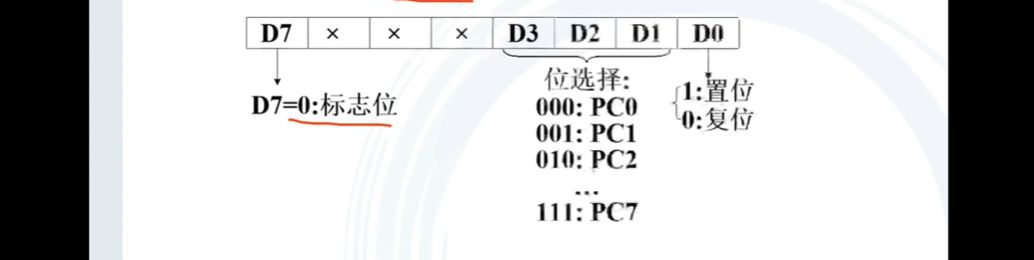 D7 × × × D3 D2 D1 D0
D7=0:标志位
位选择:
000: PC0
001: PC1
010: PC2
...
111: PC7
1:置位
0:复位